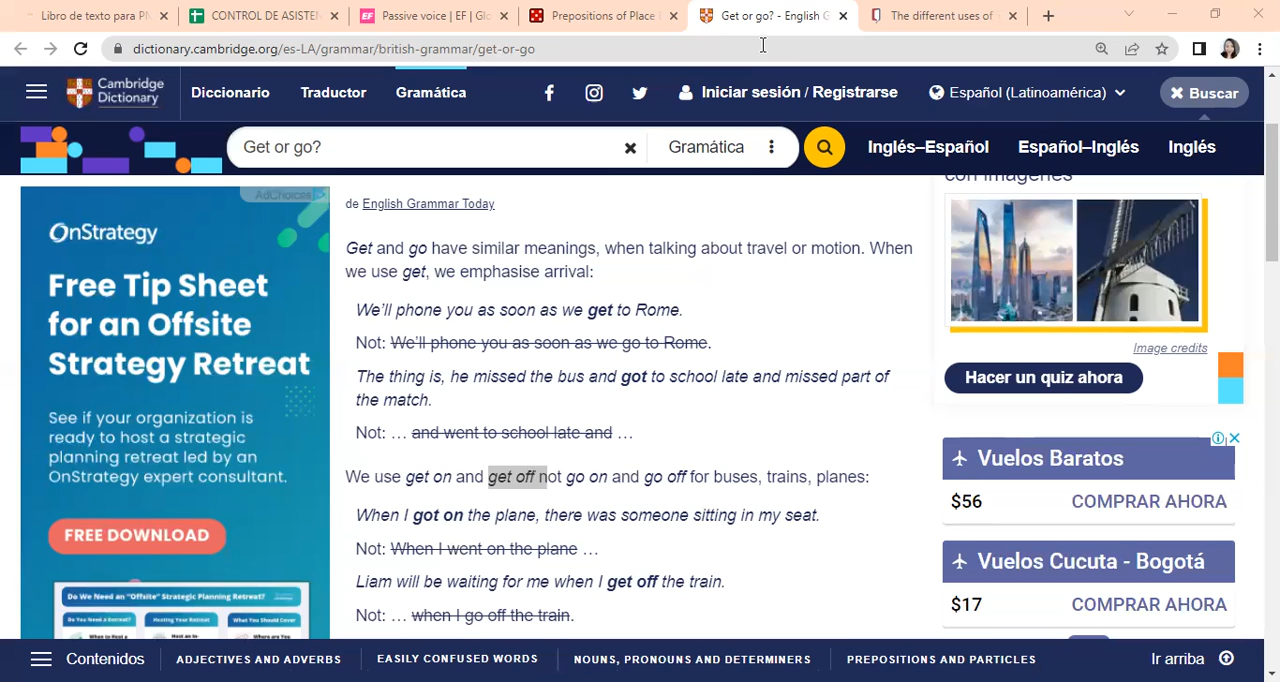 Libro de texto para PN
CONTROL DE ASISTEN
EF Passive voice | EF | Glo
Prepositions of Place
Get or go? - English G
The different uses of
dictionary.cambridge.org/es-LA/grammar/british-grammar/get-or-go
Cambridge Dictionary
Diccionario
Traductor
Gramática
Iniciar sesión / Registrarse
Español (Latinoamérica)
Buscar
Get or go?
Gramática
Inglés–Español
Español–Inglés
Inglés
AdChoices
OnStrategy
Free Tip Sheet
for an Offsite
Strategy Retreat
See if your organization is
ready to host a strategic
planning retreat led by an
OnStrategy expert consultant.
FREE DOWNLOAD
Do We Need an "Offsite" Strategic Planning Retreat?
de English Grammar Today
Get and go have similar meanings, when talking about travel or motion. When
we use get, we emphasise arrival:
We'll phone you as soon as we get to Rome.
Not: We'll phone you as soon as we go to Rome.
The thing is, he missed the bus and got to school late and missed part of
the match.
Not: … and went to school late and …
We use get on and get off not go on and go off for buses, trains, planes:
When I got on the plane, there was someone sitting in my seat.
Not: When I went on the plane …
Liam will be waiting for me when I get off the train.
Not: … when I go off the train.
con imágenes
Image credits
Hacer un quiz ahora
Vuelos Baratos
$56 COMPRAR AHORA
Vuelos Cucuta - Bogotá
$17 COMPRAR AHORA
Contenidos
ADJECTIVES AND ADVERBS
EASILY CONFUSED WORDS
NOUNS, PRONOUNS AND DETERMINERS
PREPOSITIONS AND PARTICLES
Ir arriba